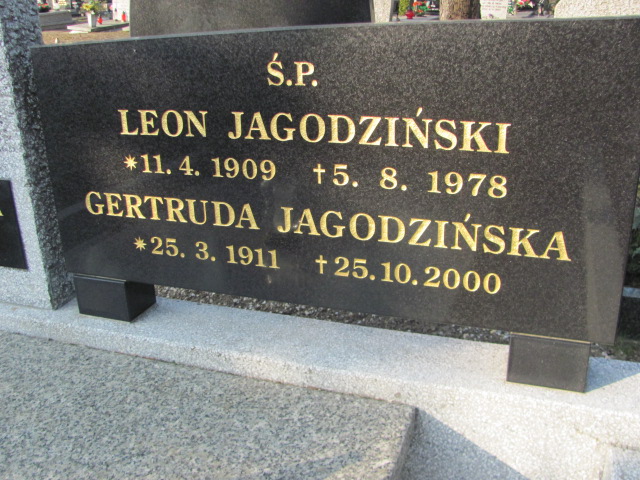 Ś.P.
LEON JAGODZIŃSKI
*11. 4. 1909 †5. 8. 1978
GERTRUDA JAGODZIŃSKA
*25. 3. 1911 †25.10.2000